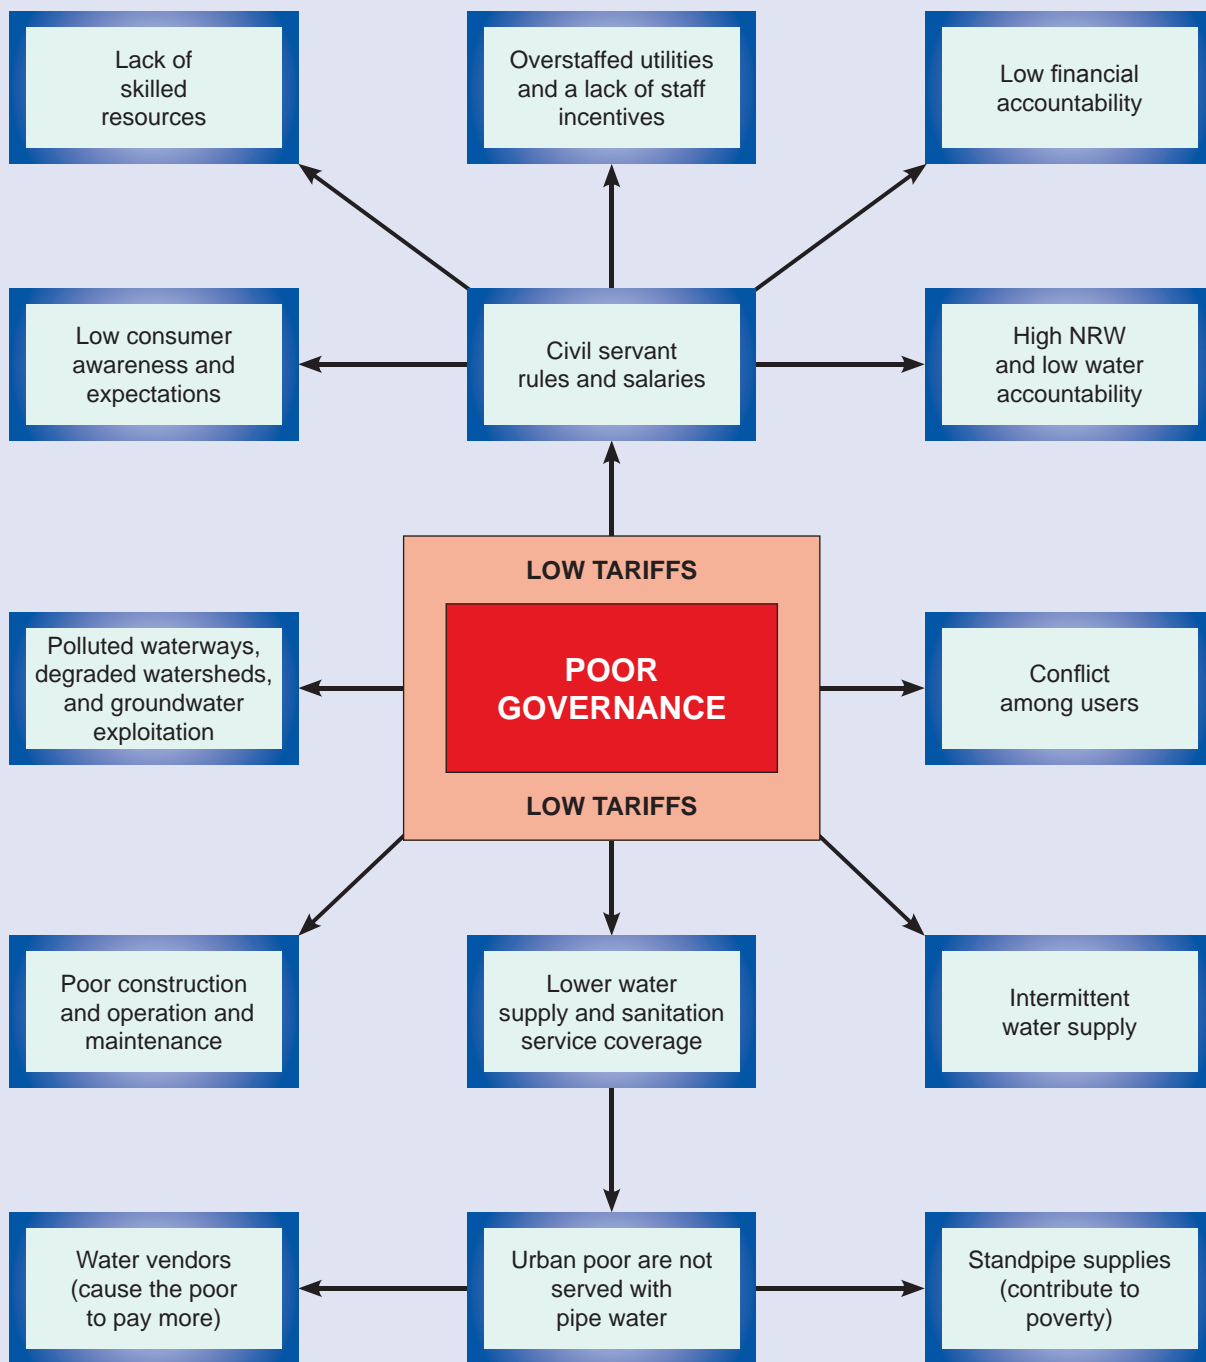 Lack of
skilled
resources
Overstaffed utilities
and a lack of staff
incentives
Low financial
accountability
Low consumer
awareness and
expectations
Civil servant
rules and salaries
High NRW
and low water
accountability
LOW TARIFFS
POOR
GOVERNANCE
LOW TARIFFS
Polluted waterways,
degraded watersheds,
and groundwater
exploitation
Conflict
among users
Poor construction
and operation and
maintenance
Lower water
supply and sanitation
service coverage
Intermittent
water supply
Water vendors
(cause the poor
to pay more)
Urban poor are not
served with
pipe water
Standpipe supplies
(contribute to
poverty)